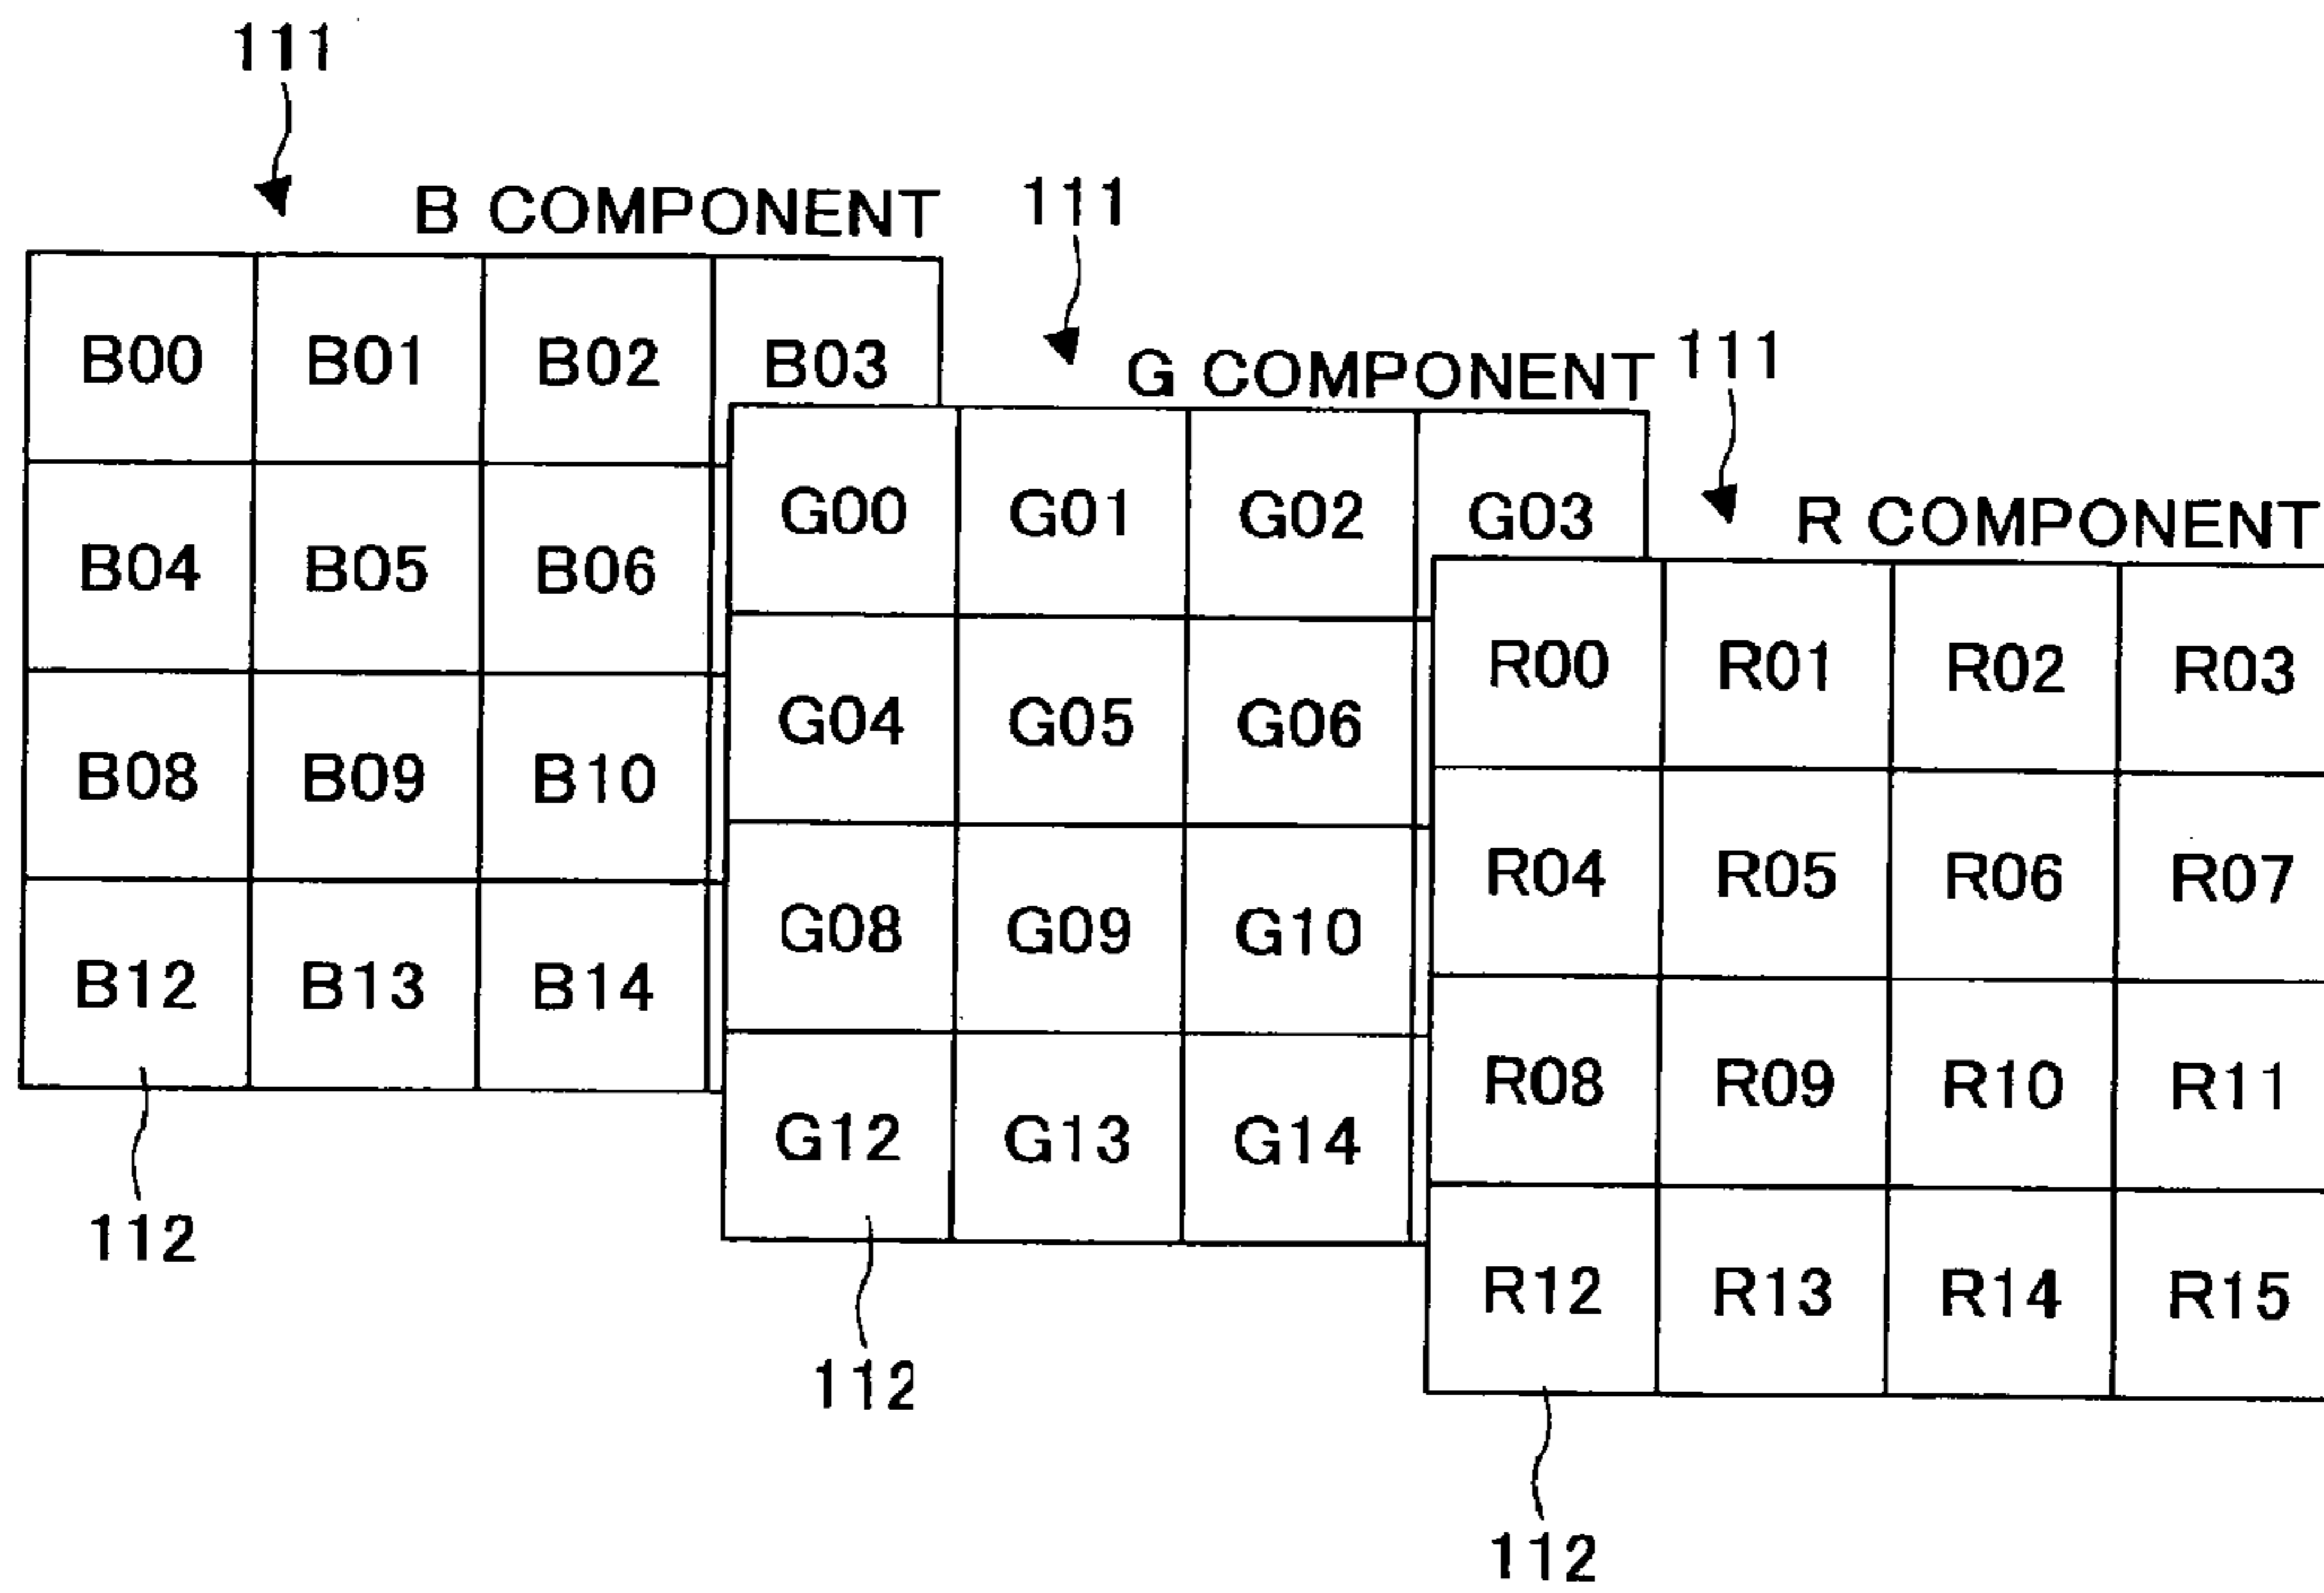 111
B COMPONENT 111
B00 B01 B02 B03 G COMPONENT 111
G00 G01 G02 G03 R COMPONENT
B04 B05 B06
R00 R01 R02 R03
G04 G05 G06
B08 B09 B10
R04 R05 R06 R07
G08 G09 G10
B12 B13 B14
R08 R09 R10 R11
G12 G13 G14
112
R12 R13 R14 R15
112
112